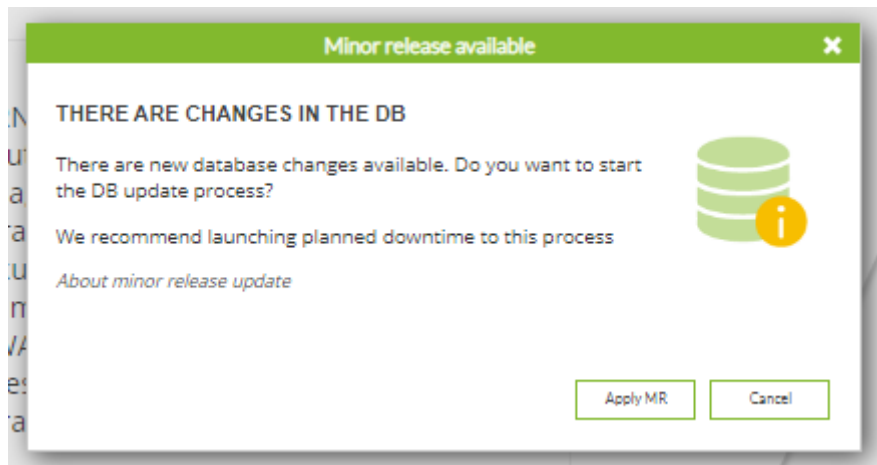 Minor release available
THERE ARE CHANGES IN THE DB
There are new database changes available. Do you want to start
the DB update process?
We recommend launching planned downtime to this process
About minor release update
Apply MR
Cancel